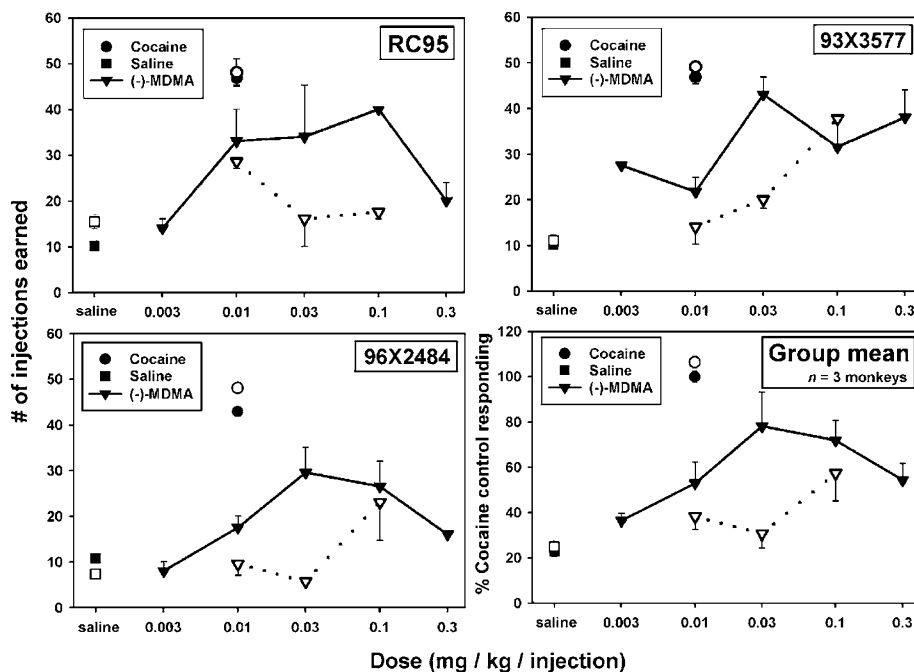 60
50
40
30
20
10
0
Cocaine
Saline
(-)-MDMA
RC95
saline
0.003
0.01
0.03
0.1
0.3
60
50
40
30
20
10
0
Cocaine
Saline
(-)-MDMA
93X3577
saline
0.003
0.01
0.03
0.1
0.3
# of injections earned
60
50
40
30
20
10
0
Cocaine
Saline
(-)-MDMA
96X2484
saline
0.003
0.01
0.03
0.1
0.3
% Cocaine control responding
120
100
80
60
40
20
0
Cocaine
Saline
(-)-MDMA
Group mean
n = 3 monkeys
saline
0.003
0.01
0.03
0.1
0.3
Dose (mg / kg / injection)